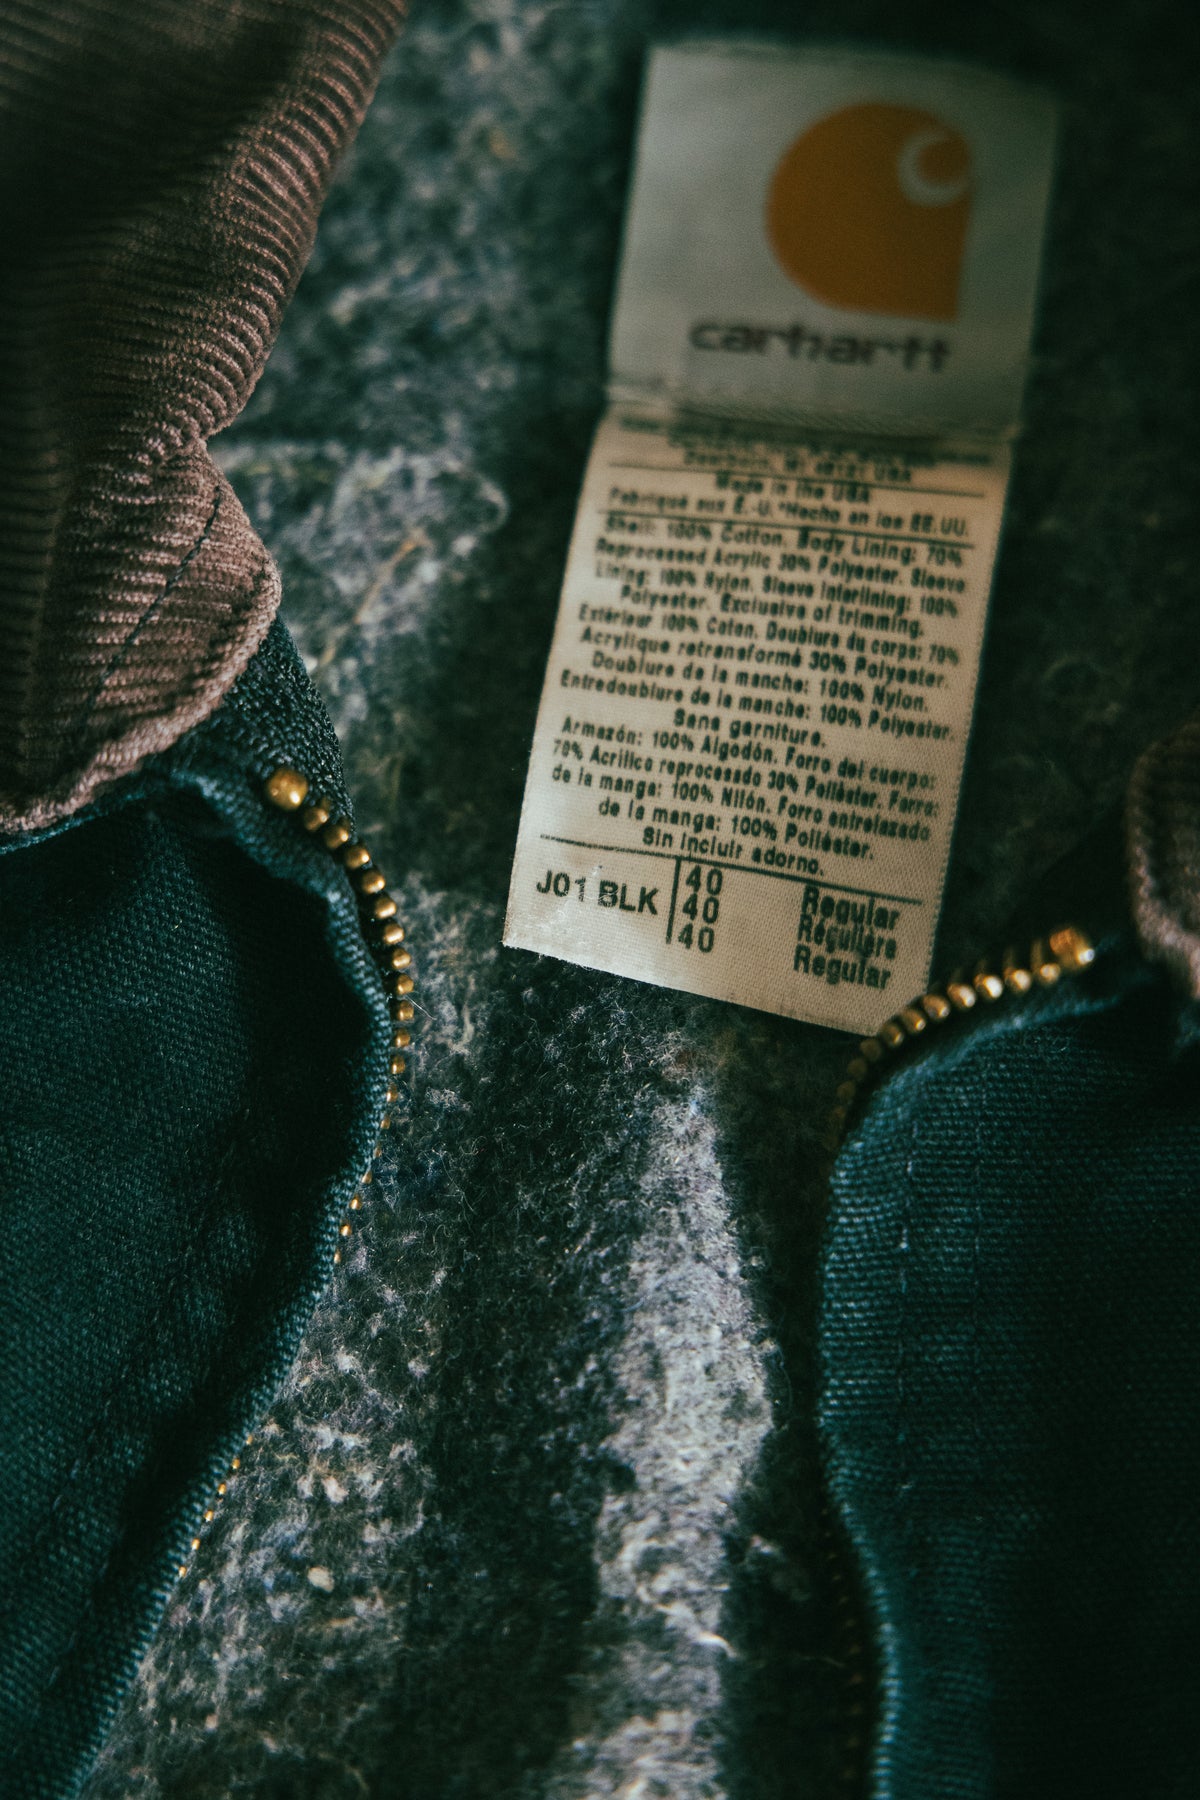 carhartt
Dearborn, MI 48121 USA
Made in the USA
Fabriqué aux É.-U. *Hecho en los EE.UU.
Shell: 100% Cotton. Body Lining: 70%
Reprocessed Acrylic 30% Polyester. Sleeve
Lining: 100% Nylon. Sleeve Interlining: 100%
Polyester. Exclusive of trimming.
Extérieur 100% Coton. Doublure du corps: 70%
Acrylique retransformé 30% Polyester.
Doublure de la manche: 100% Nylon.
Entredoublure de la manche: 100% Polyester.
Sans garniture.
Armazón: 100% Algodón. Forro del cuerpo:
70% Acrilico reprocesado 30% Poliéster. Forro:
de la manga: 100% Nilón. Forro entrelazado
de la manga: 100% Poliéster.
Sin incluir adorno.
J01 BLK
40 Regular
40 Régulière
40 Regular